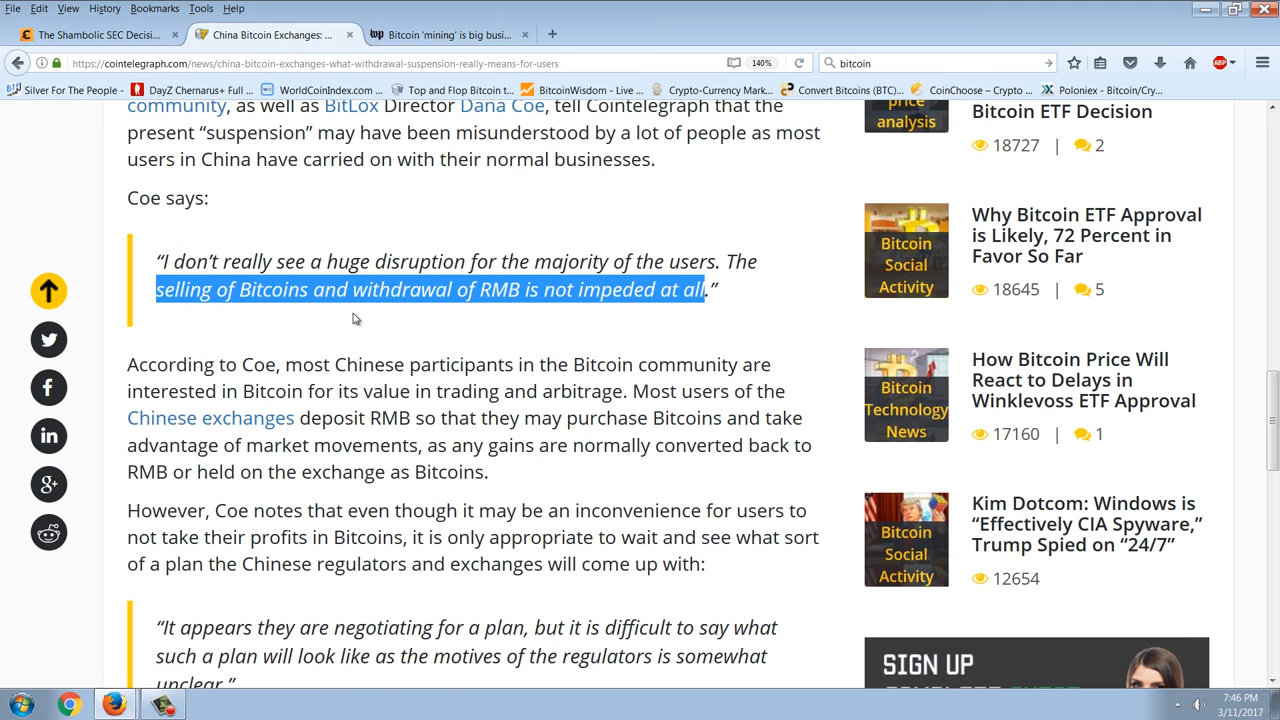 File Edit View History Bookmarks Tools Help
The Shambolic SEC Decisi... × China Bitcoin Exchanges: ... × Bitcoin 'mining' is big busi... × +
https://cointelegraph.com/news/china-bitcoin-exchanges-what-withdrawal-suspension-really-means-for-users 140% bitcoin
Silver For The People - DayZ Chernarus+ Full ... WorldCoinIndex.com ... Top and Flop Bitcoin t... BitcoinWisdom - Live ... Crypto-Currency Mark... Convert Bitcoins (BTC)... CoinChoose – Crypto ... Poloniex - Bitcoin/Cry...
community, as well as BitLox Director Dana Coe, tell Cointelegraph that the
present “suspension” may have been misunderstood by a lot of people as most
users in China have carried on with their normal businesses.
Coe says:
“I don’t really see a huge disruption for the majority of the users. The
selling of Bitcoins and withdrawal of RMB is not impeded at all.”
According to Coe, most Chinese participants in the Bitcoin community are
interested in Bitcoin for its value in trading and arbitrage. Most users of the
Chinese exchanges deposit RMB so that they may purchase Bitcoins and take
advantage of market movements, as any gains are normally converted back to
RMB or held on the exchange as Bitcoins.
However, Coe notes that even though it may be an inconvenience for users to
not take their profits in Bitcoins, it is only appropriate to wait and see what sort
of a plan the Chinese regulators and exchanges will come up with:
“It appears they are negotiating for a plan, but it is difficult to say what
such a plan will look like as the motives of the regulators is somewhat
unclear.”
price
analysis
Bitcoin ETF Decision
18727 | 2
Bitcoin
Social
Activity
Why Bitcoin ETF Approval
is Likely, 72 Percent in
Favor So Far
18645 | 5
Bitcoin
Technology
News
How Bitcoin Price Will
React to Delays in
Winklevoss ETF Approval
17160 | 1
Bitcoin
Social
Activity
Kim Dotcom: Windows is
“Effectively CIA Spyware,”
Trump Spied on “24/7”
12654
SIGN UP
7:46 PM
3/11/2017